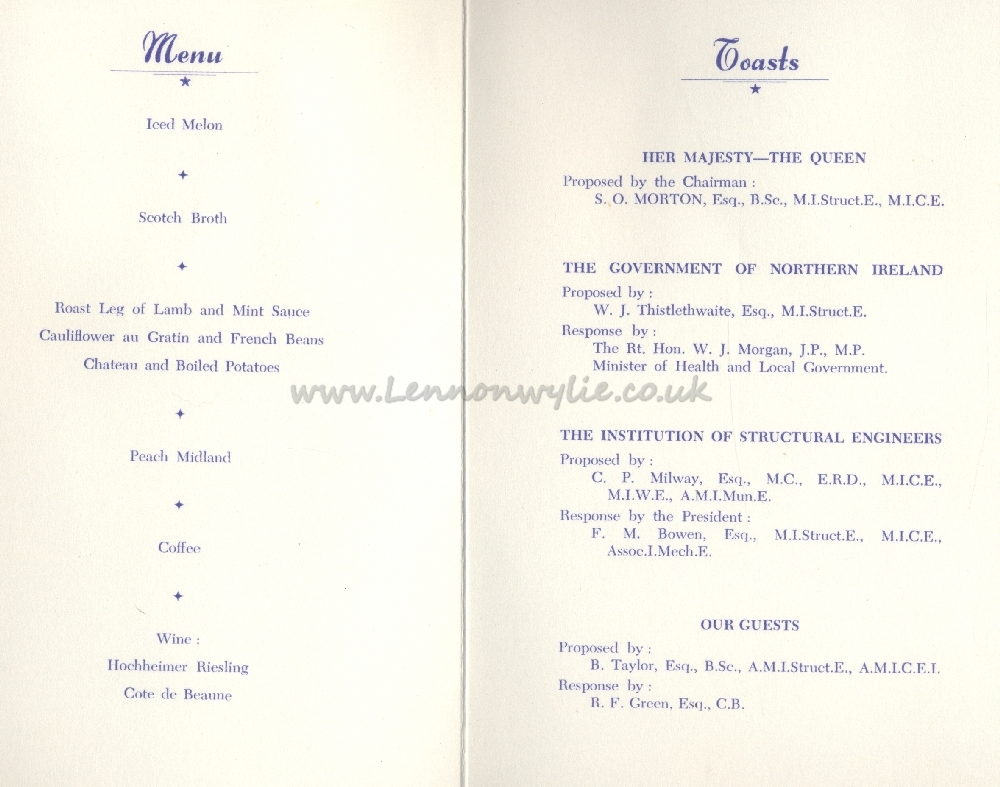 Menu
Iced Melon
Scotch Broth
Roast Leg of Lamb and Mint Sauce
Cauliflower au Gratin and French Beans
Chateau and Boiled Potatoes
Peach Midland
Coffee
Wine :
Hochheimer Riesling
Cote de Beaune
Toasts
HER MAJESTY—THE QUEEN
Proposed by the Chairman :
S. O. MORTON, Esq., B.Sc., M.I.Struct.E., M.I.C.E.
THE GOVERNMENT OF NORTHERN IRELAND
Proposed by :
W. J. Thistlethwaite, Esq., M.I.Struct.E.
Response by :
The Rt. Hon. W. J. Morgan, J.P., M.P.
Minister of Health and Local Government.
THE INSTITUTION OF STRUCTURAL ENGINEERS
Proposed by :
C. P. Milway, Esq., M.C., E.R.D., M.I.C.E.,
M.I.W.E., A.M.I.Mun.E.
Response by the President :
F. M. Bowen, Esq., M.I.Struct.E., M.I.C.E.,
Assoc.I.Mech.E.
OUR GUESTS
Proposed by :
B. Taylor, Esq., B.Sc., A.M.I.Struct.E., A.M.I.C.E.I.
Response by :
R. F. Green, Esq., C.B.
www.Lennonwylie.co.uk